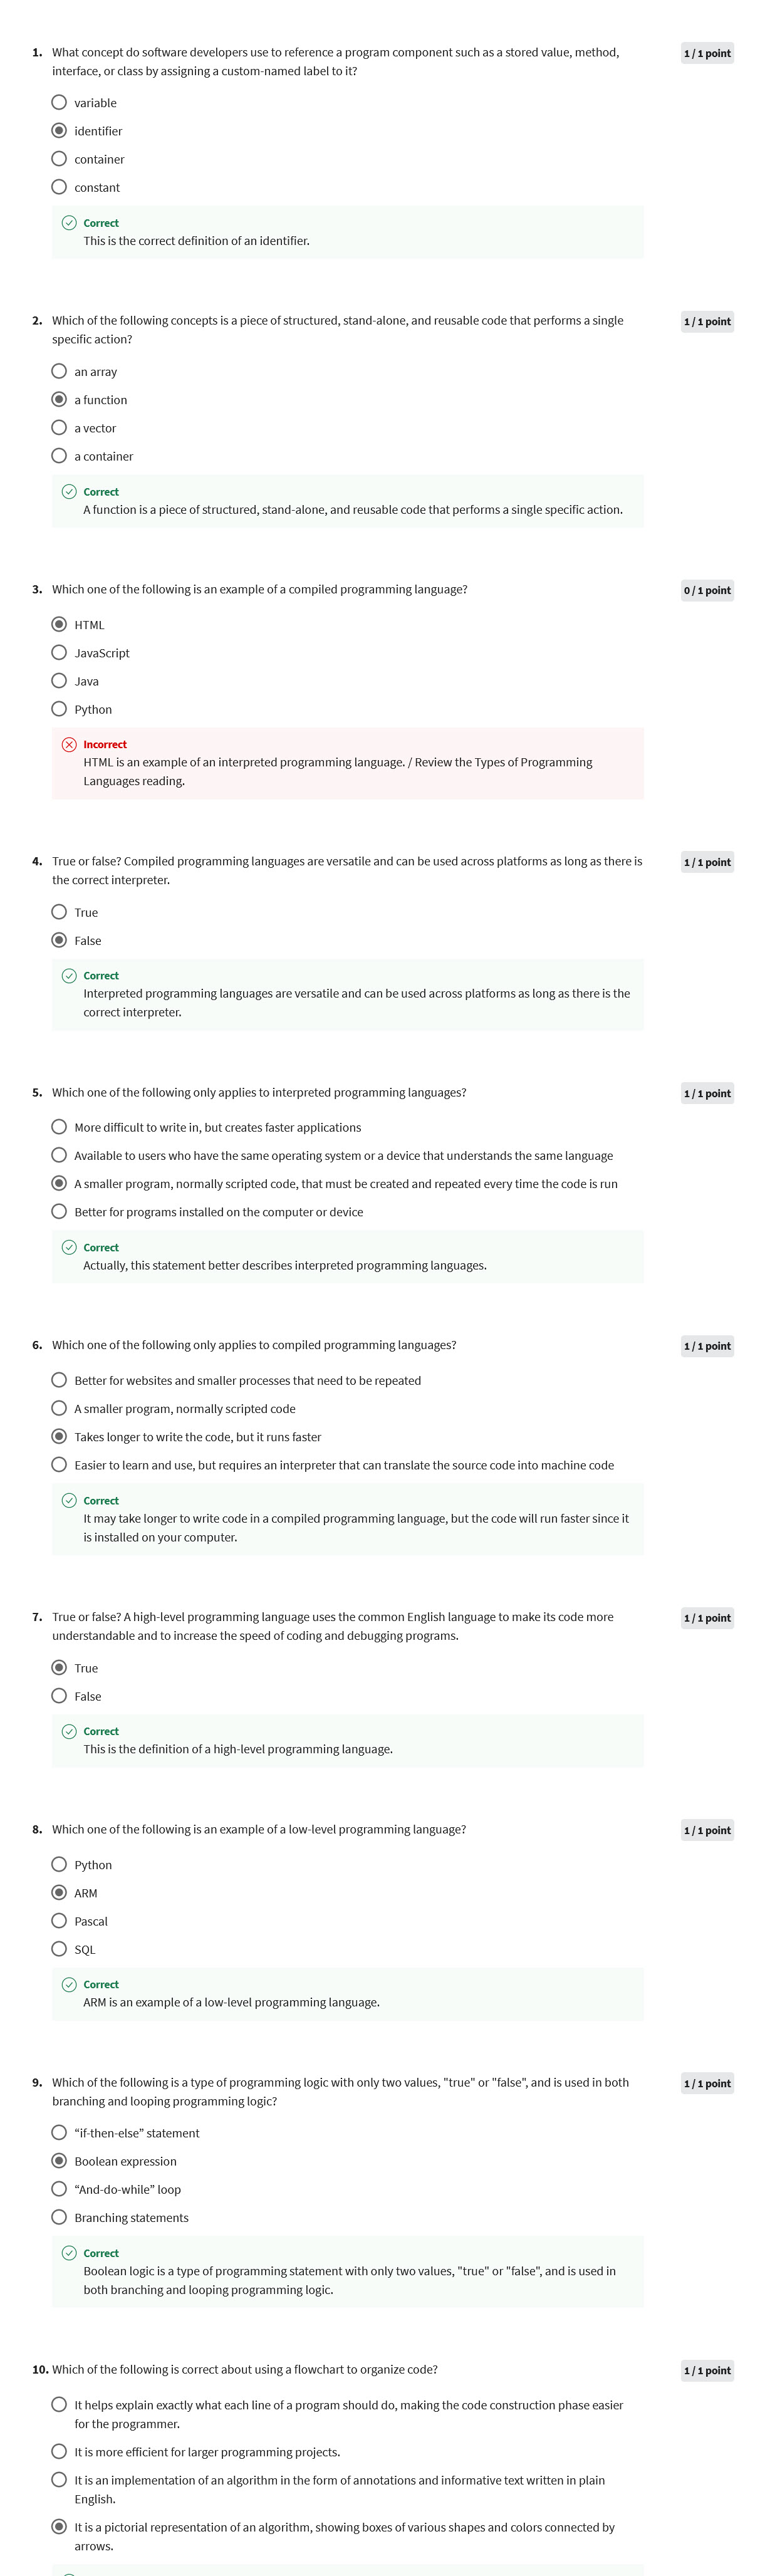 1. What concept do software developers use to reference a program component such as a stored value, method,
interface, or class by assigning a custom-named label to it?
1 / 1 point
variable
identifier
container
constant
Correct
This is the correct definition of an identifier.
2. Which of the following concepts is a piece of structured, stand-alone, and reusable code that performs a single
specific action?
1 / 1 point
an array
a function
a vector
a container
Correct
A function is a piece of structured, stand-alone, and reusable code that performs a single specific action.
3. Which one of the following is an example of a compiled programming language?
0 / 1 point
HTML
JavaScript
Java
Python
Incorrect
HTML is an example of an interpreted programming language. / Review the Types of Programming
Languages reading.
4. True or false? Compiled programming languages are versatile and can be used across platforms as long as there is
the correct interpreter.
1 / 1 point
True
False
Correct
Interpreted programming languages are versatile and can be used across platforms as long as there is the
correct interpreter.
5. Which one of the following only applies to interpreted programming languages?
1 / 1 point
More difficult to write in, but creates faster applications
Available to users who have the same operating system or a device that understands the same language
A smaller program, normally scripted code, that must be created and repeated every time the code is run
Better for programs installed on the computer or device
Correct
Actually, this statement better describes interpreted programming languages.
6. Which one of the following only applies to compiled programming languages?
1 / 1 point
Better for websites and smaller processes that need to be repeated
A smaller program, normally scripted code
Takes longer to write the code, but it runs faster
Easier to learn and use, but requires an interpreter that can translate the source code into machine code
Correct
It may take longer to write code in a compiled programming language, but the code will run faster since it
is installed on your computer.
7. True or false? A high-level programming language uses the common English language to make its code more
understandable and to increase the speed of coding and debugging programs.
1 / 1 point
True
False
Correct
This is the definition of a high-level programming language.
8. Which one of the following is an example of a low-level programming language?
1 / 1 point
Python
ARM
Pascal
SQL
Correct
ARM is an example of a low-level programming language.
9. Which of the following is a type of programming logic with only two values, "true" or "false", and is used in both
branching and looping programming logic?
1 / 1 point
“if-then-else” statement
Boolean expression
“And-do-while” loop
Branching statements
Correct
Boolean logic is a type of programming statement with only two values, "true" or "false", and is used in
both branching and looping programming logic.
10. Which of the following is correct about using a flowchart to organize code?
1 / 1 point
It helps explain exactly what each line of a program should do, making the code construction phase easier
for the programmer.
It is more efficient for larger programming projects.
It is an implementation of an algorithm in the form of annotations and informative text written in plain
English.
It is a pictorial representation of an algorithm, showing boxes of various shapes and colors connected by
arrows.